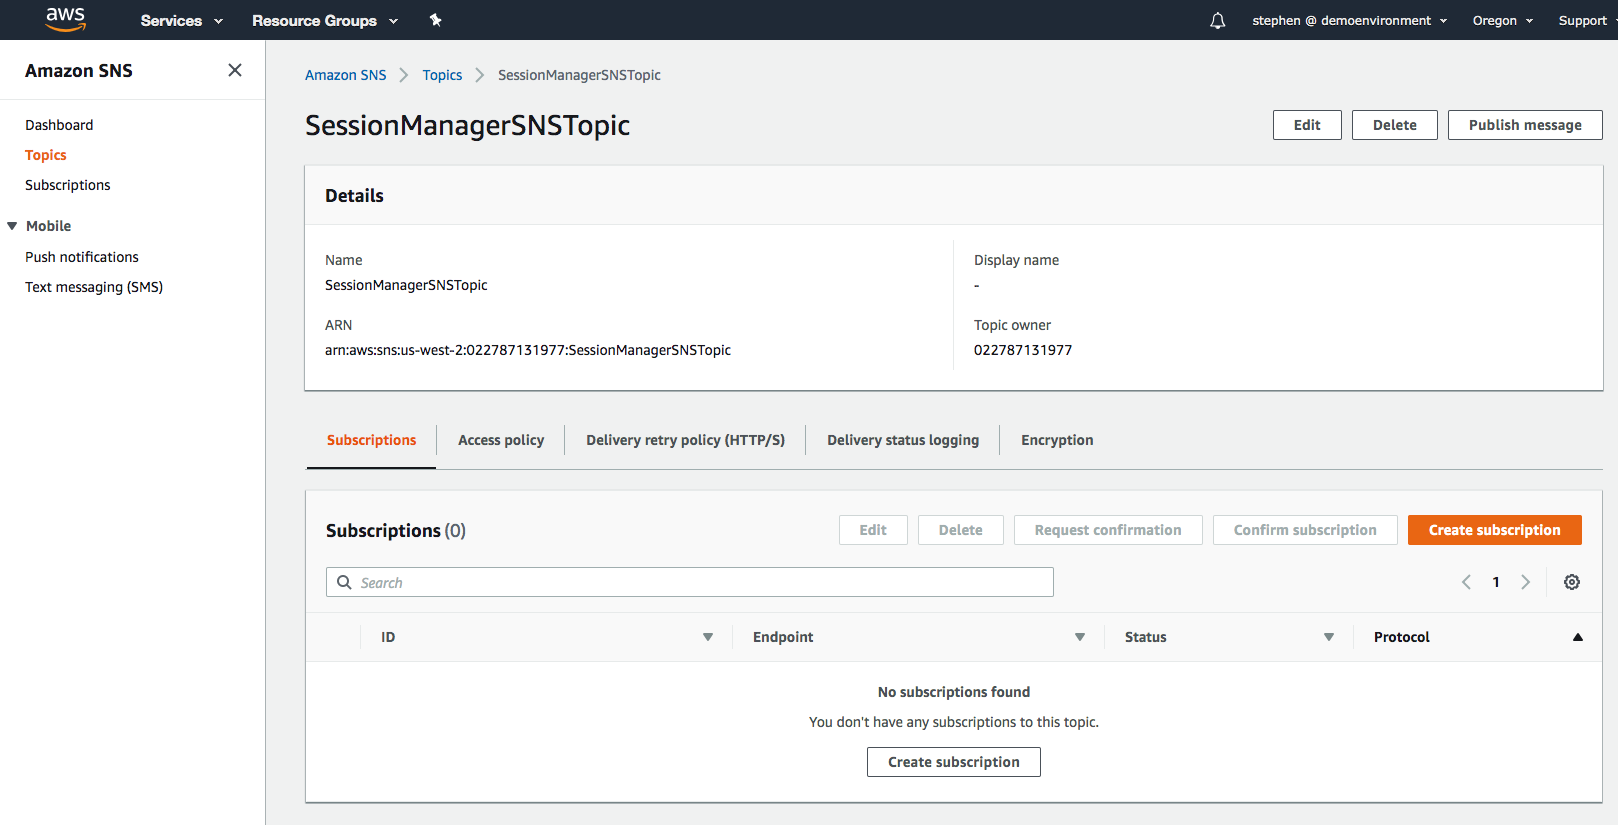 aws Services Resource Groups stephen @ demoenvironment Oregon Support
Amazon SNS
Dashboard
Topics
Subscriptions
Mobile
Push notifications
Text messaging (SMS)
Amazon SNS Topics SessionManagerSNSTopic
SessionManagerSNSTopic
Edit Delete Publish message
Details
Name
SessionManagerSNSTopic
ARN
arn:aws:sns:us-west-2:022787131977:SessionManagerSNSTopic
Display name
-
Topic owner
022787131977
Subscriptions Access policy Delivery retry policy (HTTP/S) Delivery status logging Encryption
Subscriptions (0)
Edit Delete Request confirmation Confirm subscription Create subscription
Search
1
ID Endpoint Status Protocol
No subscriptions found
You don't have any subscriptions to this topic.
Create subscription